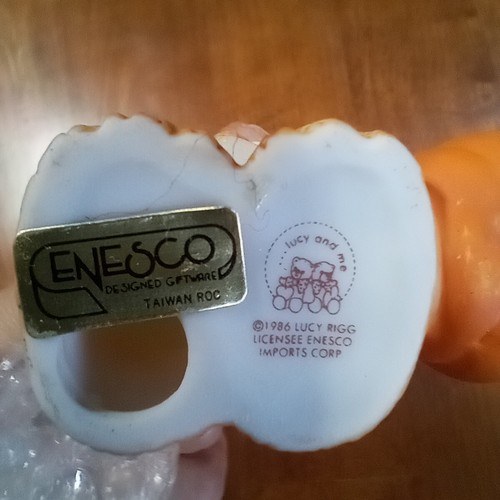 ENESCO
DESIGNED GIFTWARE
TAIWAN ROC
lucy and me
©1986 LUCY RIGG
LICENSEE ENESCO
IMPORTS CORP